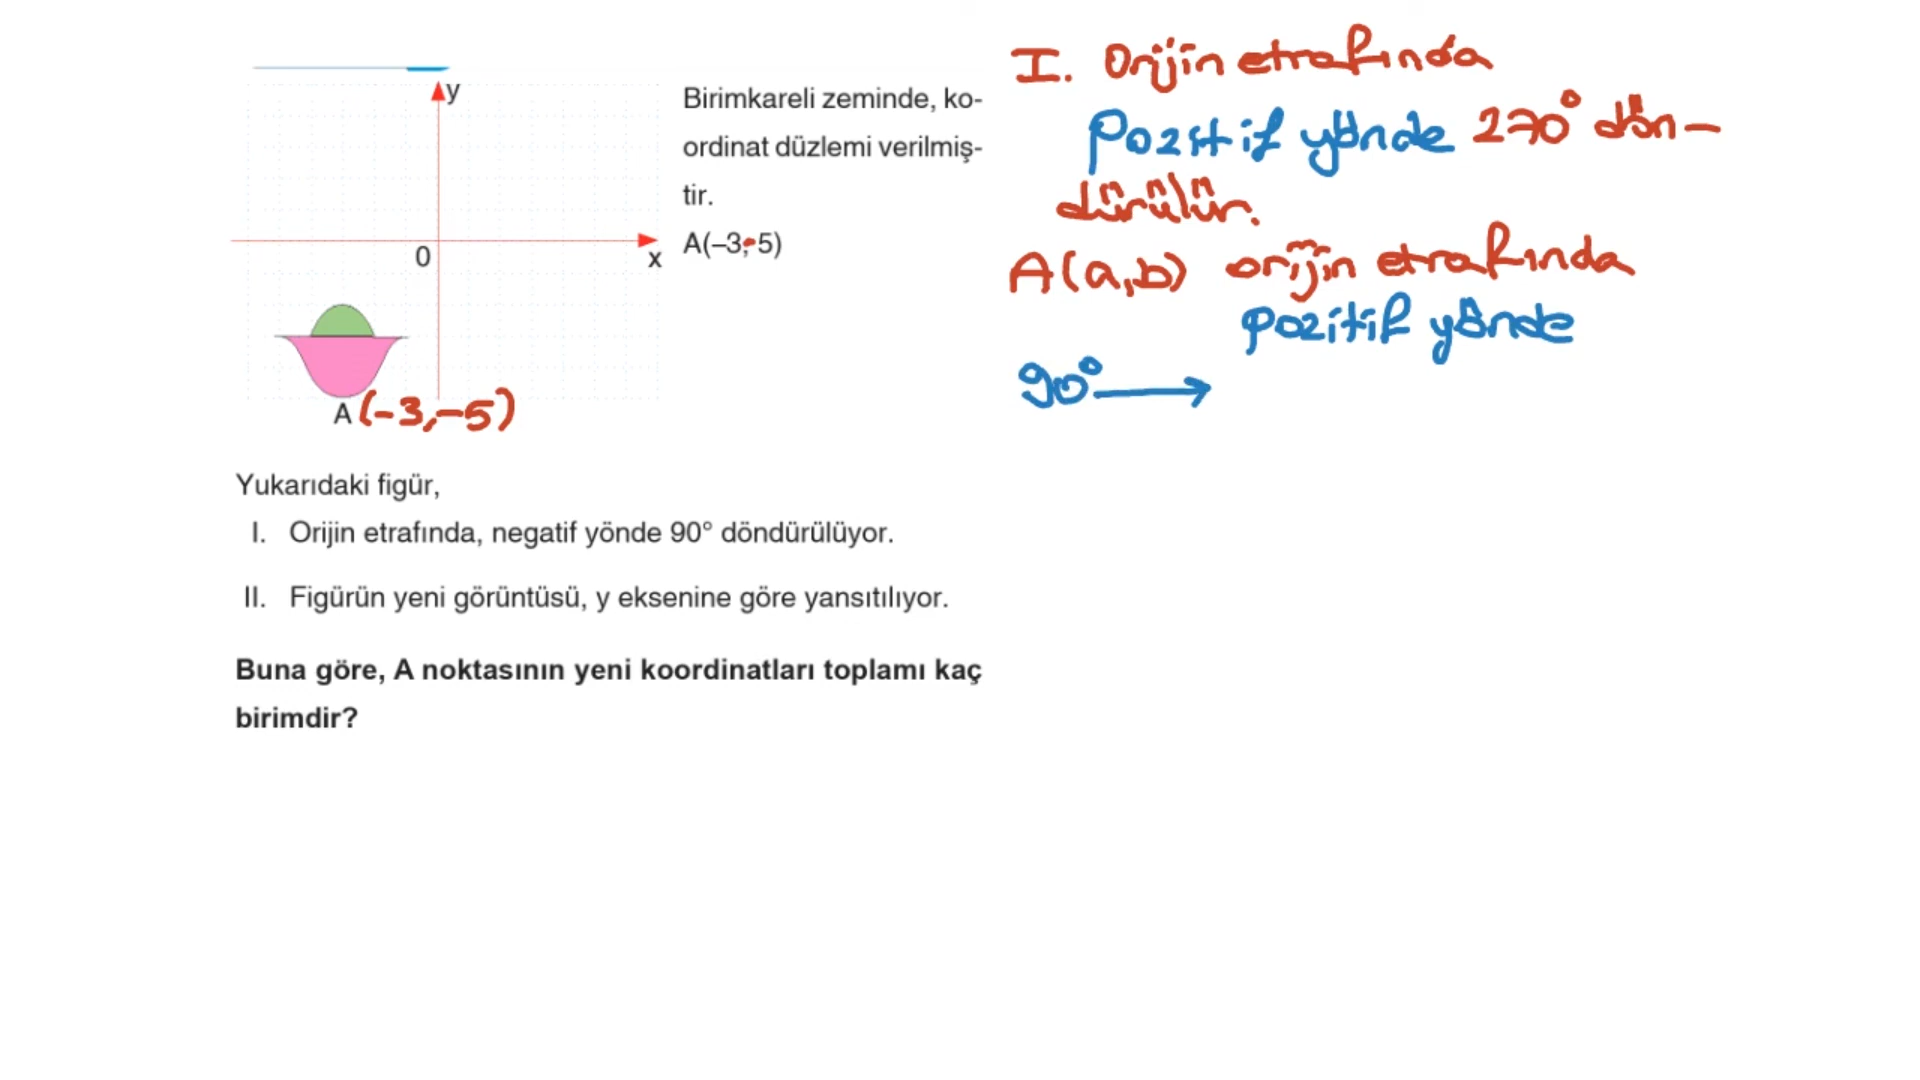 y
0
x
A (-3,-5)
Birimkareli zeminde, ko-
ordinat düzlemi verilmiş-
tir.
A(–3,-5)
Yukarıdaki figür,
I. Orijin etrafında, negatif yönde 90° döndürülüyor.
II. Figürün yeni görüntüsü, y eksenine göre yansıtılıyor.
Buna göre, A noktasının yeni koordinatları toplamı kaç
birimdir?
I. Orijin etrafında
pozitif yönde 270° dön-
dürülür.
A(a,b) orijin etrafında
pozitif yönde
90° →